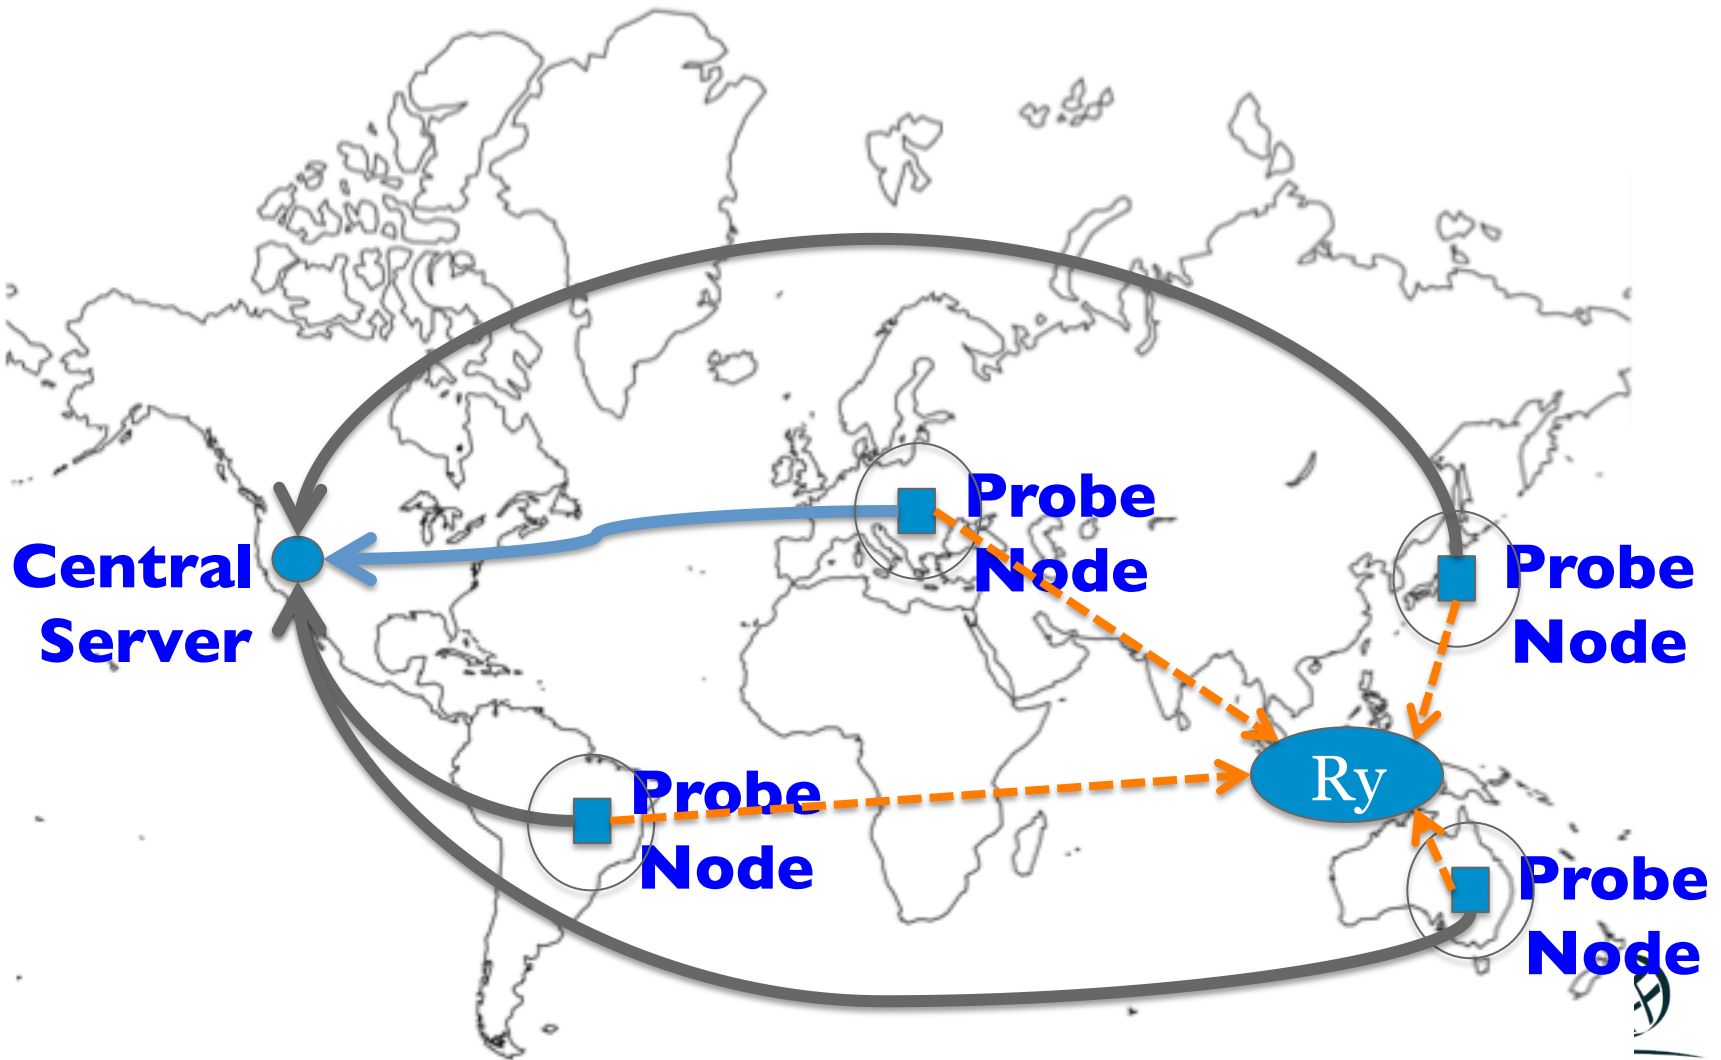 Probe
Node
Central
Server
Probe
Node
Probe
Node
Ry
Probe
Node